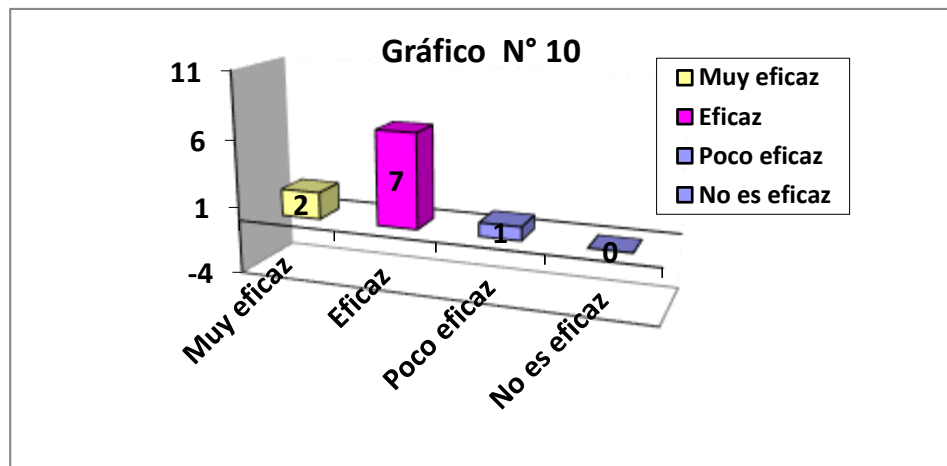 Gráfico N° 10
11
6
1
-4
2
7
1
0
Muy eficaz
Eficaz
Poco eficaz
No es eficaz
Muy eficaz
Eficaz
Poco eficaz
No es eficaz